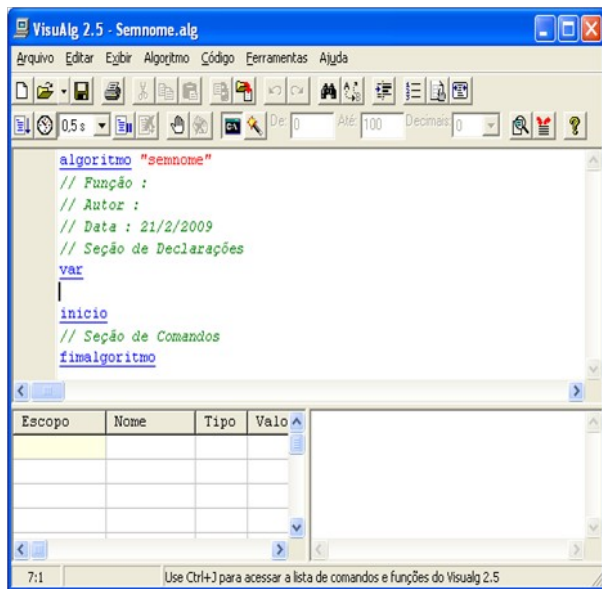 VisuAlg 2.5 - Semnome.alg
Arquivo Editar Exibir Algoritmo Código Ferramentas Ajuda
0,5 s De: 0 Até: 100 Decimais: 0
algoritmo "semnome"
// Função :
// Autor :
// Data : 21/2/2009
// Seção de Declarações
var
inicio
// Seção de Comandos
fimalgoritmo
Escopo Nome Tipo Valo
7:1 Use Ctrl+J para acessar a lista de comandos e funções do Visualg 2.5